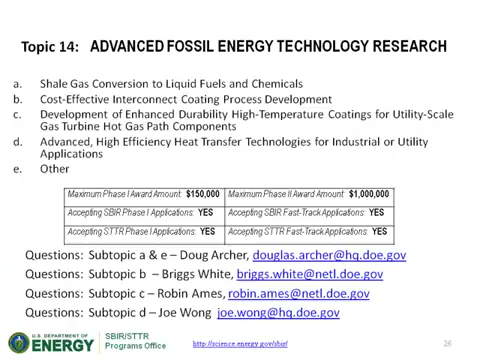 Topic 14: ADVANCED FOSSIL ENERGY TECHNOLOGY RESEARCH
a. Shale Gas Conversion to Liquid Fuels and Chemicals
b. Cost-Effective Interconnect Coating Process Development
c. Development of Enhanced Durability High-Temperature Coatings for Utility-Scale
Gas Turbine Hot Gas Path Components
d. Advanced, High Efficiency Heat Transfer Technologies for Industrial or Utility
Applications
e. Other
Maximum Phase I Award Amount: $150,000 Maximum Phase II Award Amount: $1,000,000
Accepting SBIR Phase I Applications: YES Accepting SBIR Fast-Track Applications: YES
Accepting STTR Phase I Applications: YES Accepting STTR Fast-Track Applications: YES
Questions: Subtopic a & e – Doug Archer, douglas.archer@hq.doe.gov
Questions: Subtopic b – Briggs White, briggs.white@netl.doe.gov
Questions: Subtopic c – Robin Ames, robin.ames@netl.doe.gov
Questions: Subtopic d – Joe Wong joe.wong@hq.doe.gov
U.S. DEPARTMENT OF
ENERGY
SBIR/STTR
Programs Office
http://science.energy.gov/sbir/
26